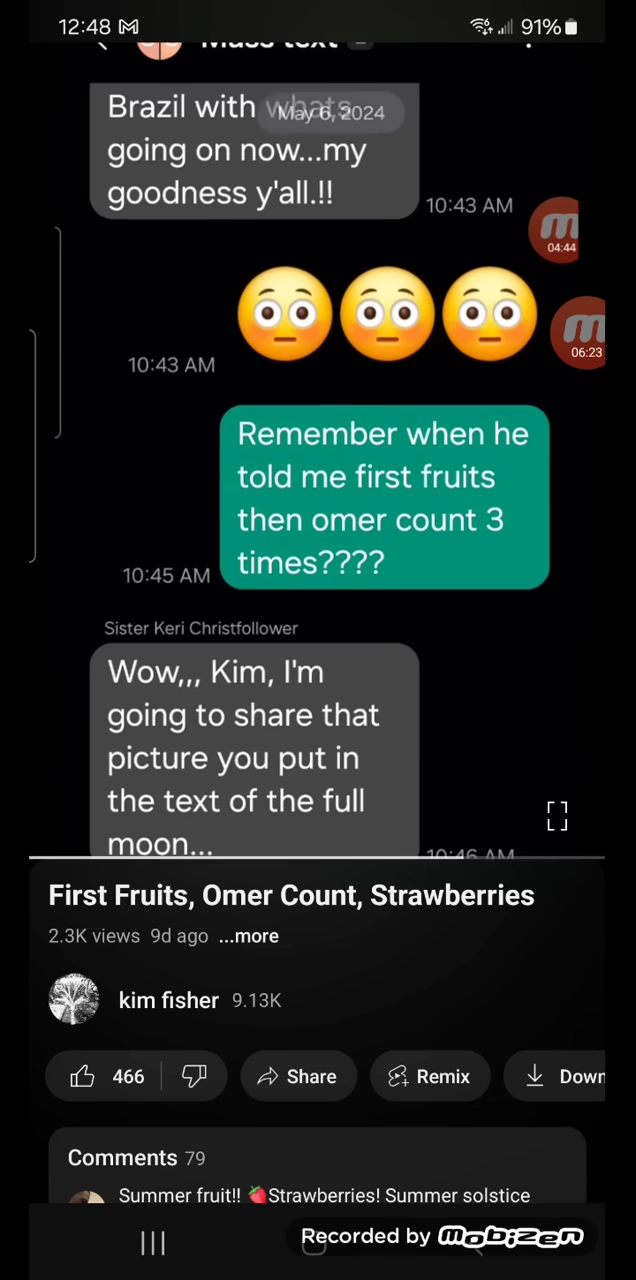 12:48
91%
Mass text
Brazil with whats
May 6, 2024
going on now...my
goodness y'all.!!
10:43 AM
04:44
06:23
10:43 AM
Remember when he
told me first fruits
then omer count 3
times????
10:45 AM
Sister Keri Christfollower
Wow,,, Kim, I'm
going to share that
picture you put in
the text of the full
moon...
10:46 AM
First Fruits, Omer Count, Strawberries
2.3K views 9d ago ...more
kim fisher 9.13K
466
Share
Remix
Down
Comments 79
Summer fruit!! 🍓Strawberries! Summer solstice
Recorded by Mobizen